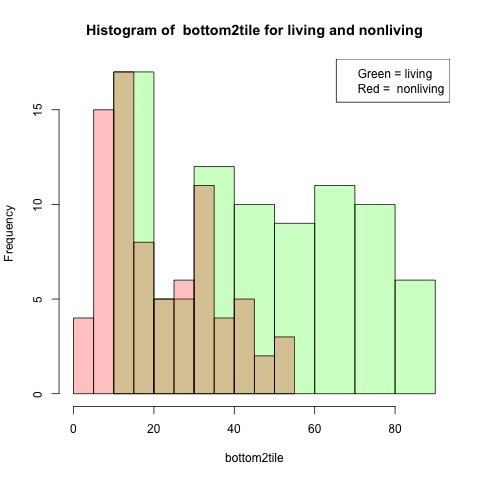 Histogram of  bottom2tile for living and nonliving
Green = living
Red =  nonliving
Frequency
15
10
5
0
0 20 40 60 80
bottom2tile